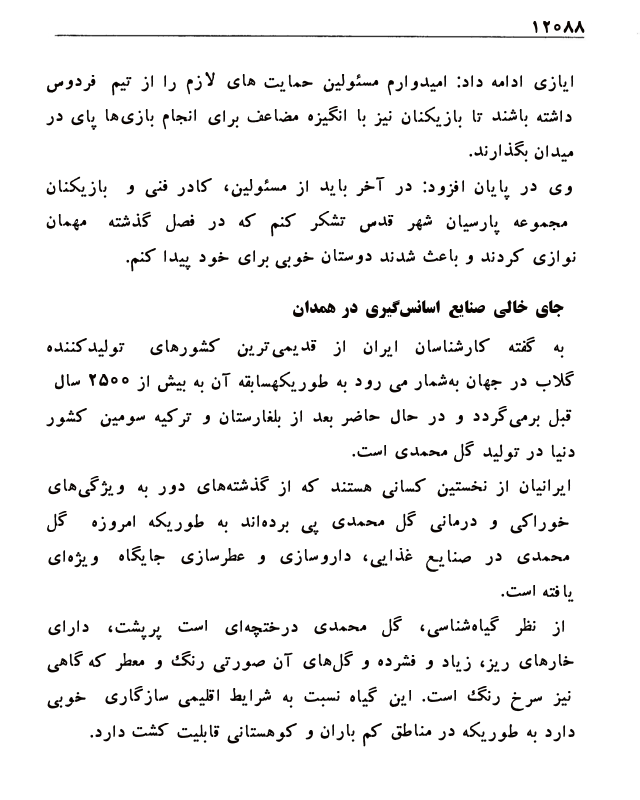 ۱۲۰۸۸
ایازی ادامه داد: امیدوارم مسئولین حمایت های لازم را از تیم فردوس
داشته باشند تا بازیکنان نیز با انگیزه مضاعف برای انجام بازی‌ها پای در
میدان بگذارند.
وی در پایان افزود: در آخر باید از مسئولین، کادر فنی و بازیکنان
مجموعه پارسیان شهر قدس تشکر کنم که در فصل گذشته مهمان
نوازی کردند و باعث شدند دوستان خوبی برای خود پیدا کنم.
جای خالی صنایع اسانس‌گیری در همدان
به گفته کارشناسان ایران از قدیمی‌ترین کشورهای تولیدکننده
گلاب در جهان به‌شمار می رود به طوریکهسابقه آن به بیش از ۲۵۰۰ سال
قبل برمی‌گردد و در حال حاضر بعد از بلغارستان و ترکیه سومین کشور
دنیا در تولید گل محمدی است.
ایرانیان از نخستین کسانی هستند که از گذشته‌های دور به ویژگی‌های
خوراکی و درمانی گل محمدی پی برده‌اند به طوریکه امروزه گل
محمدی در صنایع غذایی، داروسازی و عطرسازی جایگاه ویژه‌ای
یافته است.
از نظر گیاه‌شناسی، گل محمدی درختچه‌ای است پرپشت، دارای
خارهای ریز، زیاد و فشرده و گل‌های آن صورتی رنگ و معطر که گاهی
نیز سرخ رنگ است. این گیاه نسبت به شرایط اقلیمی سازگاری خوبی
دارد به طوریکه در مناطق کم باران و کوهستانی قابلیت کشت دارد.